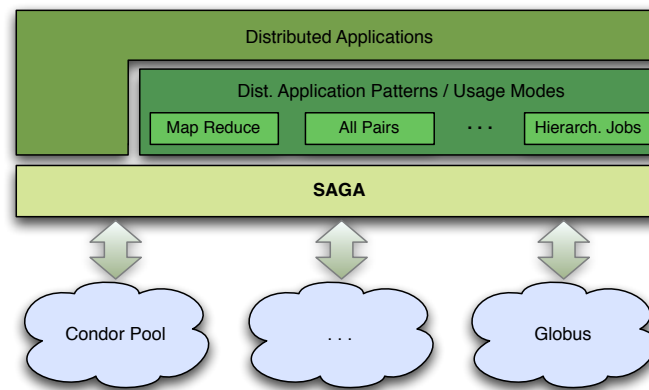 Distributed Applications
Dist. Application Patterns / Usage Modes
Map Reduce All Pairs . . . Hierarch. Jobs
SAGA
Condor Pool . . . Globus